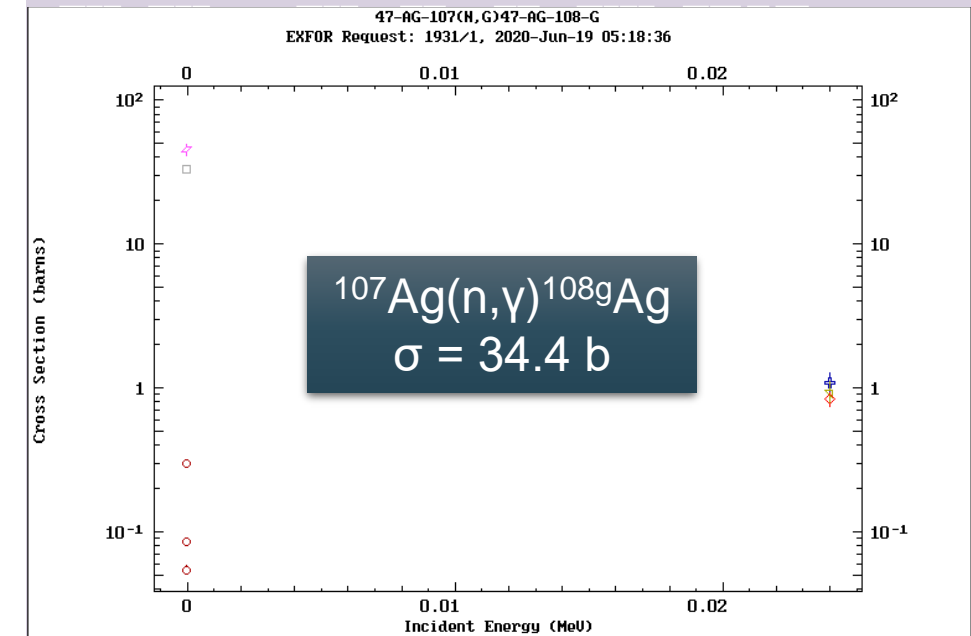 47-AG-107(N,G)47-AG-108-G
EXFOR Request: 1931/1, 2020-Jun-19 05:18:36
0 0.01 0.02
10² 10²
10 10
1 1
10⁻¹ 10⁻¹
¹⁰⁷Ag(n,γ)¹⁰⁸ᵍAg
σ = 34.4 b
Cross Section (barns)
0 0.01 0.02
Incident Energy (MeV)